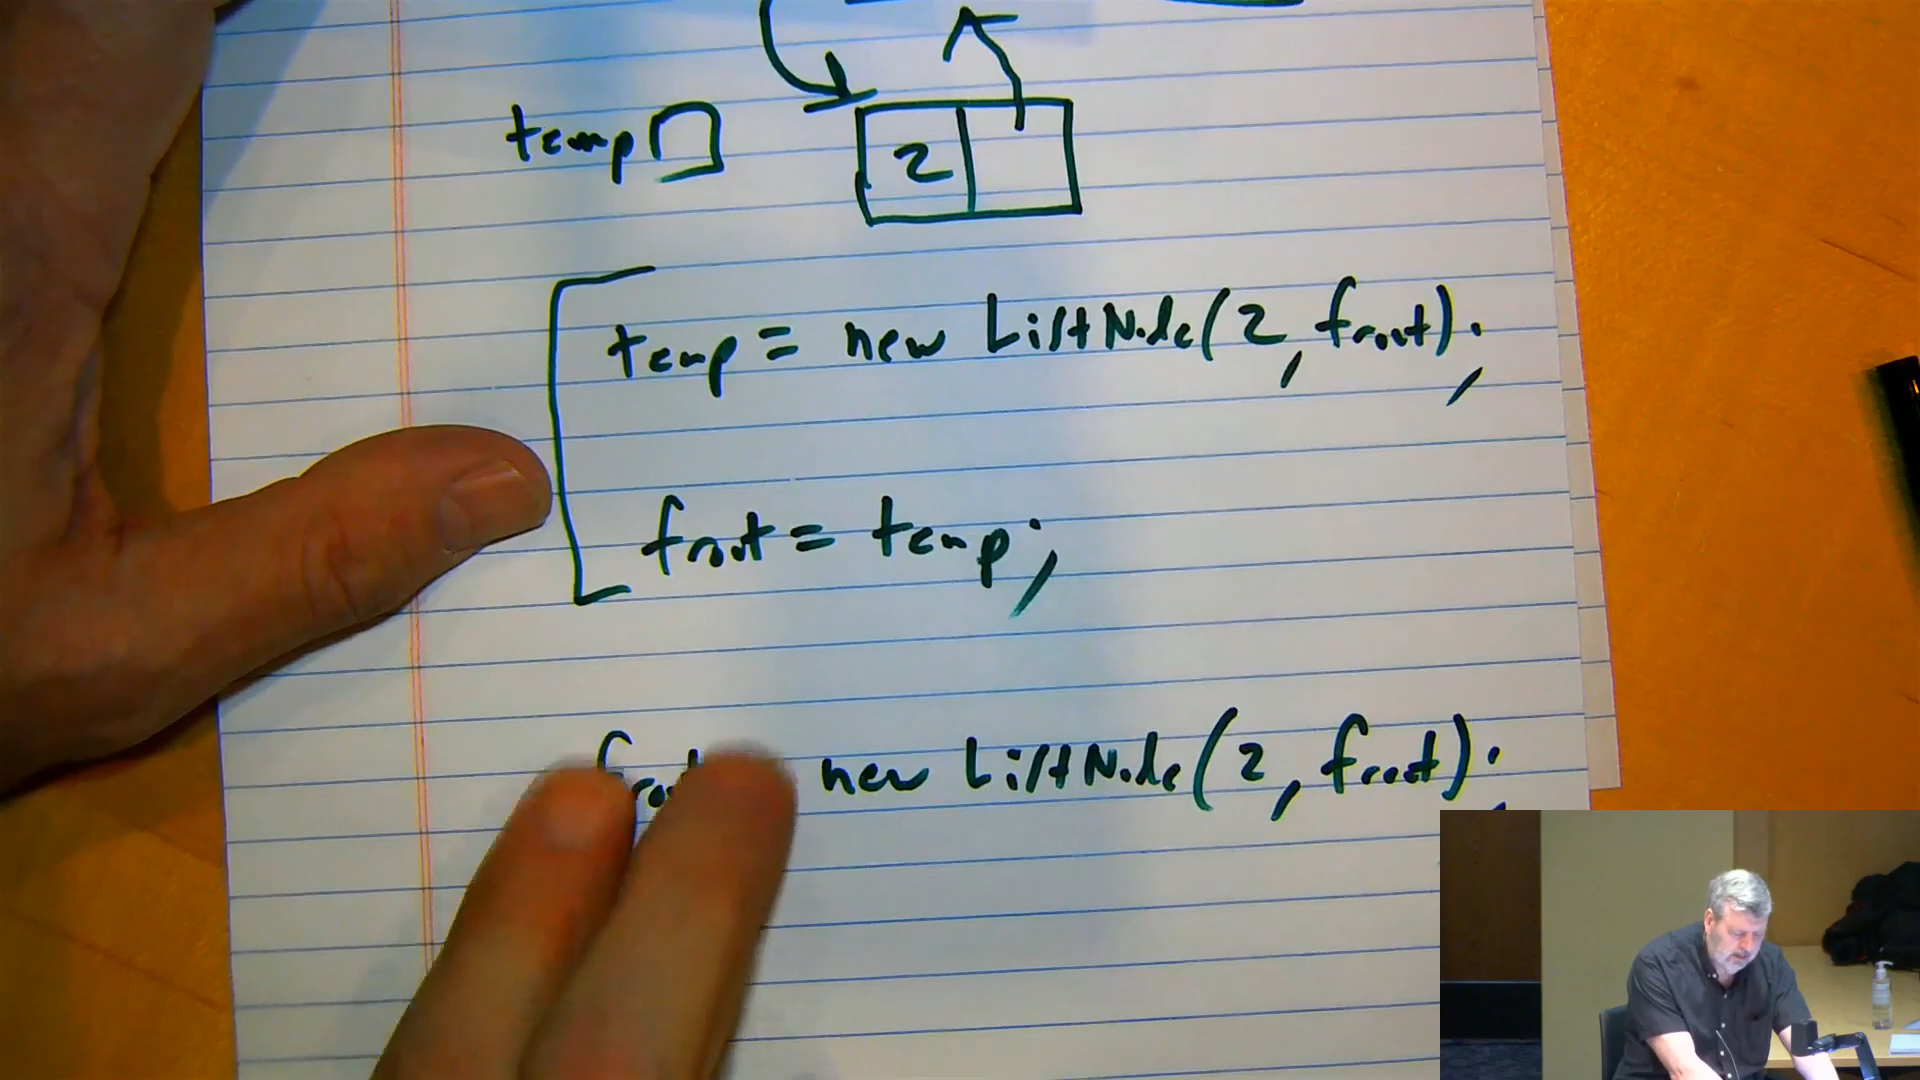 temp
2
temp = new ListNode(2, front);
front = temp;
new ListNode(2, front);